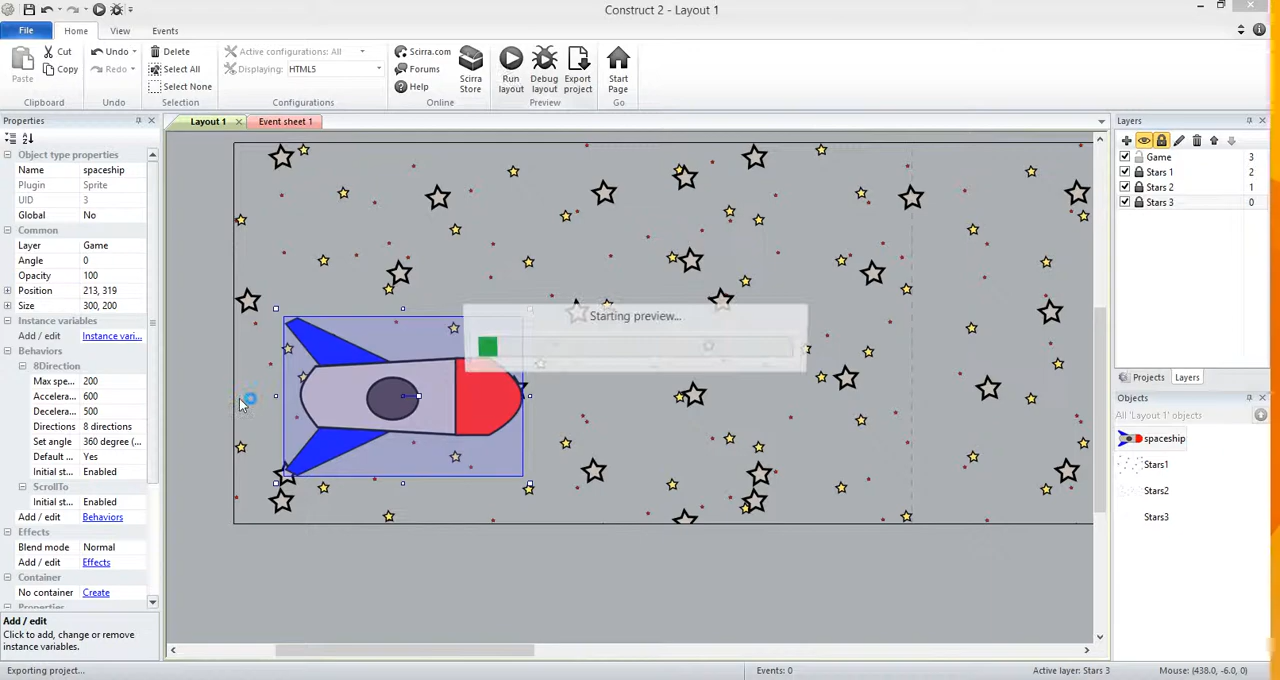 Construct 2 - Layout 1
File Home View Events
Paste Cut Copy
Clipboard
Undo Redo
Undo
Delete
Select All
Select None
Selection
Active configurations: All
Displaying: HTML5
Configurations
Scirra.com
Forums
Help
Scirra Store
Online
Run layout
Debug layout
Export project
Preview
Start Page
Go
Properties
Object type properties
Name spaceship
Plugin Sprite
UID 3
Global No
Common
Layer Game
Angle 0
Opacity 100
Position 213, 319
Size 300, 200
Instance variables
Add / edit Instance vari...
Behaviors
8Direction
Max spe... 200
Accelera... 600
Decelera... 500
Directions 8 directions
Set angle 360 degree (...
Default ... Yes
Initial st... Enabled
ScrollTo
Initial st... Enabled
Add / edit Behaviors
Effects
Blend mode Normal
Add / edit Effects
Container
No container Create
Properties
Add / edit
Click to add, change or remove
instance variables.
Layout 1 Event sheet 1
Starting preview...
Layers
Game 3
Stars 1 2
Stars 2 1
Stars 3 0
Projects Layers
Objects
All 'Layout 1' objects
spaceship
Stars1
Stars2
Stars3
Exporting project...
Events: 0
Active layer: Stars 3
Mouse: (438.0, -6.0, 0)